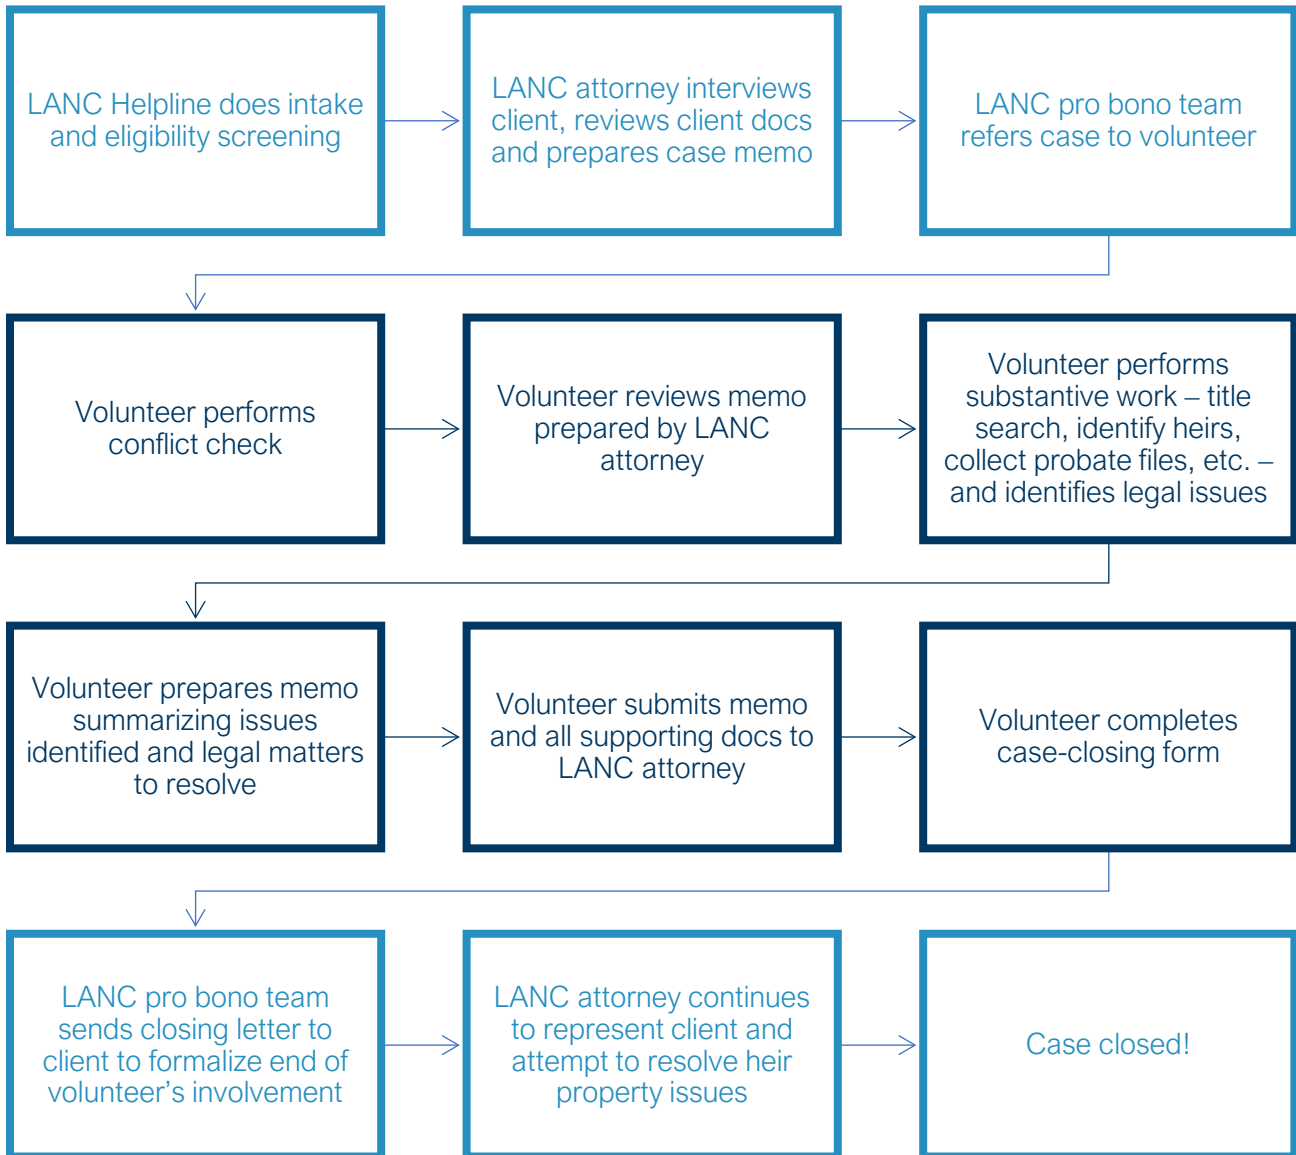 LANC Helpline does intake
and eligibility screening
LANC attorney interviews
client, reviews client docs
and prepares case memo
LANC pro bono team
refers case to volunteer
Volunteer performs
conflict check
Volunteer reviews memo
prepared by LANC
attorney
Volunteer performs
substantive work – title
search, identify heirs,
collect probate files, etc. –
and identifies legal issues
Volunteer prepares memo
summarizing issues
identified and legal matters
to resolve
Volunteer submits memo
and all supporting docs to
LANC attorney
Volunteer completes
case-closing form
LANC pro bono team
sends closing letter to
client to formalize end of
volunteer’s involvement
LANC attorney continues
to represent client and
attempt to resolve heir
property issues
Case closed!